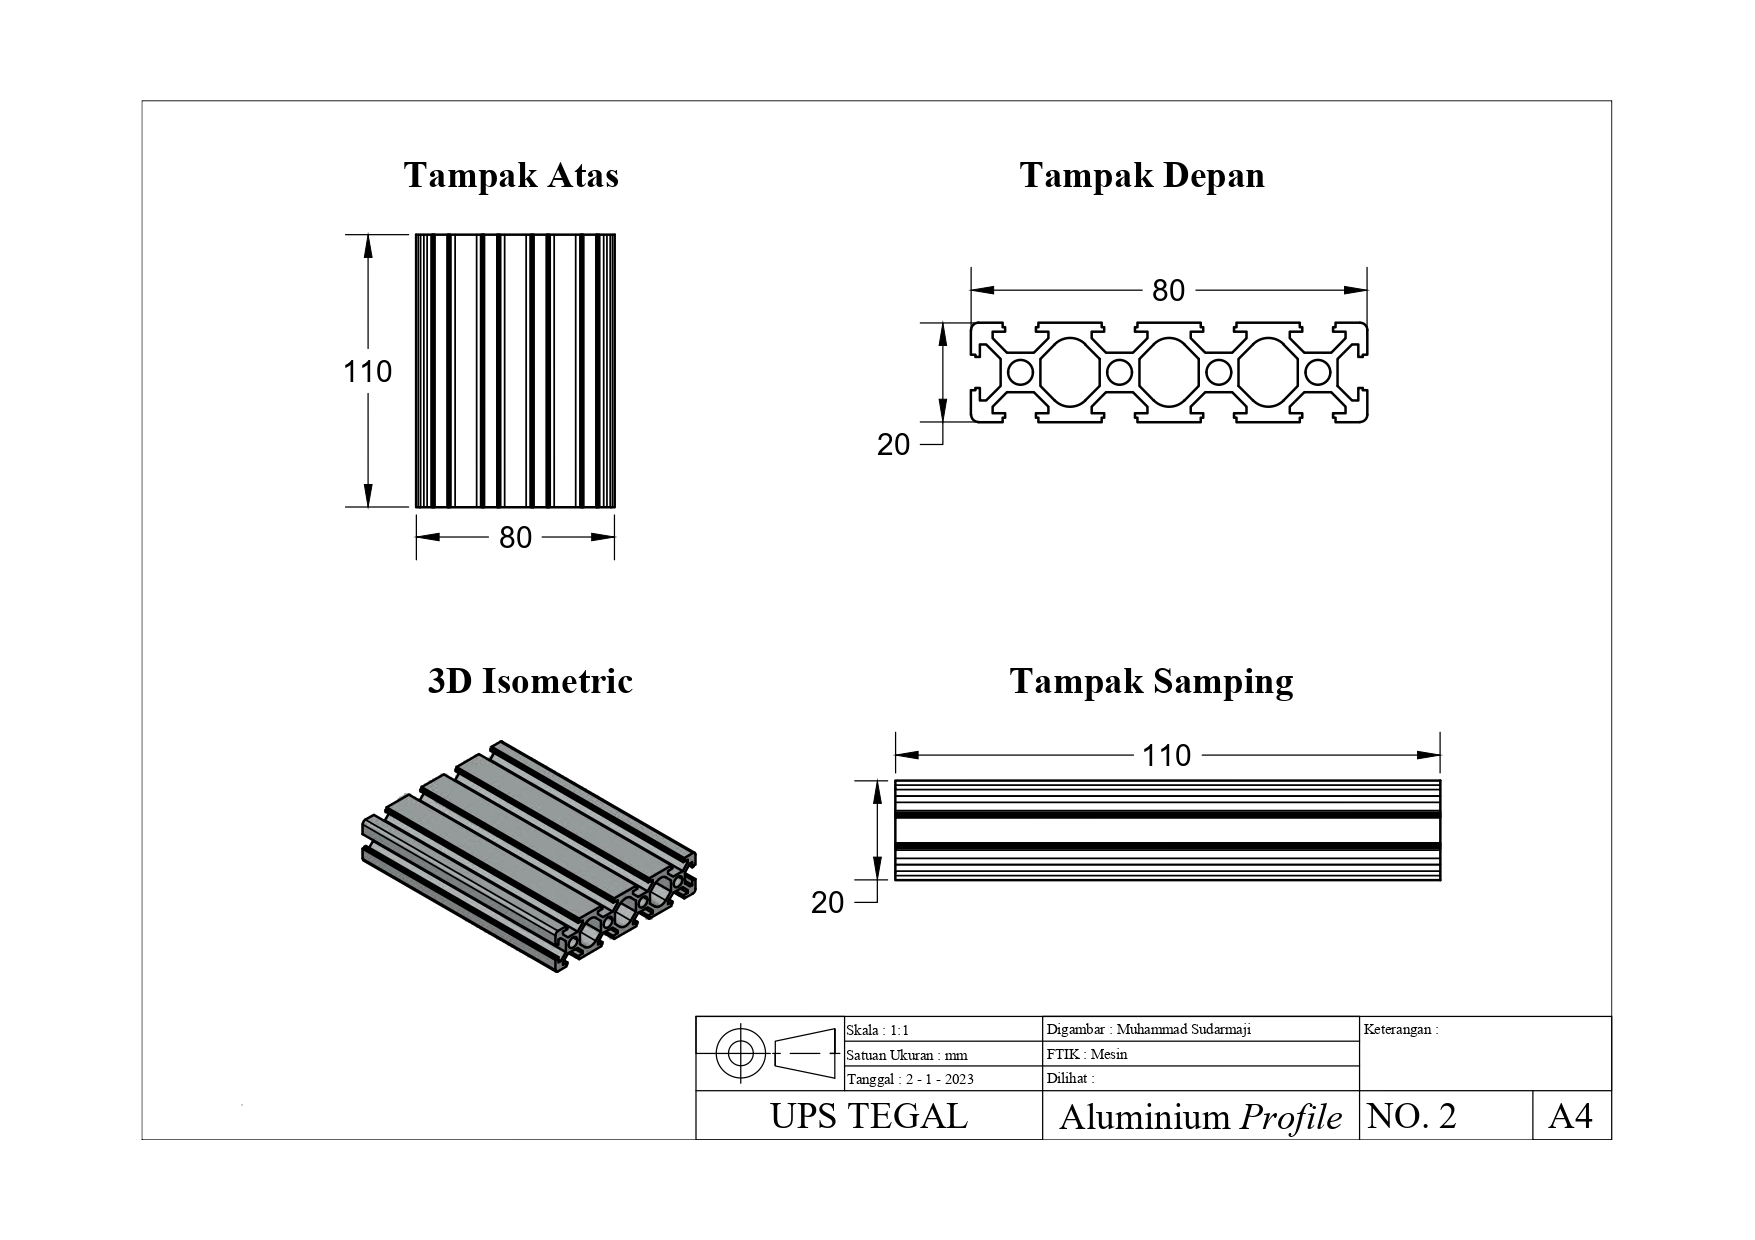 Tampak Atas
110
80
Tampak Depan
80
20
3D Isometric
Tampak Samping
110
20
Skala : 1:1
Satuan Ukuran : mm
Tanggal : 2 - 1 - 2023
Digambar : Muhammad Sudarmaji
FTIK : Mesin
Dilihat :
Keterangan :
UPS TEGAL
Aluminium Profile
NO. 2
A4